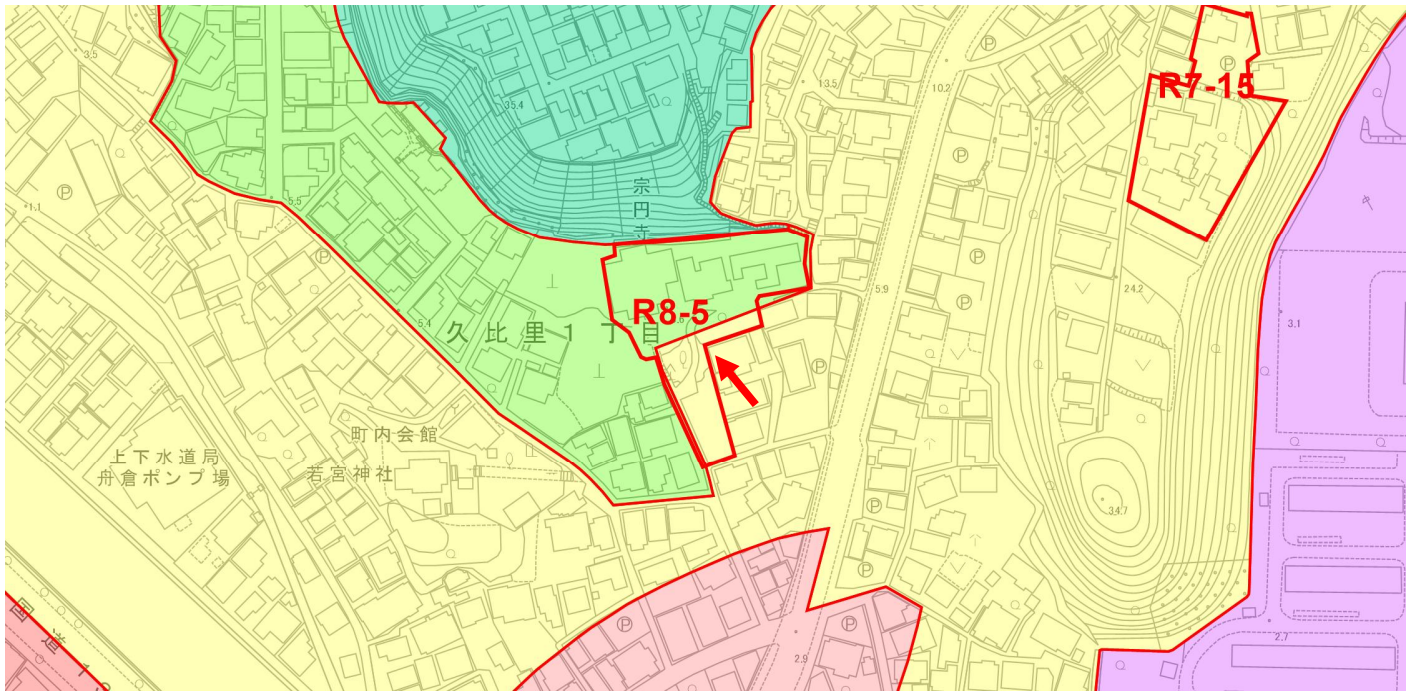 3.5
35.4
13.5
10.2
R7-15
宗
円
寺
1.1
5.5
5.4
5.9
24.2
3.1
R8-5
久比里1丁目
町内会館
上下水道局
舟倉ポンプ場
若宮神社
34.7
国道
2.9
2.7
P
P
P
P
P
P
P
P
P
P
P